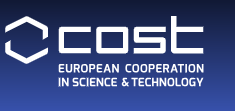 cost
EUROPEAN COOPERATION
IN SCIENCE & TECHNOLOGY